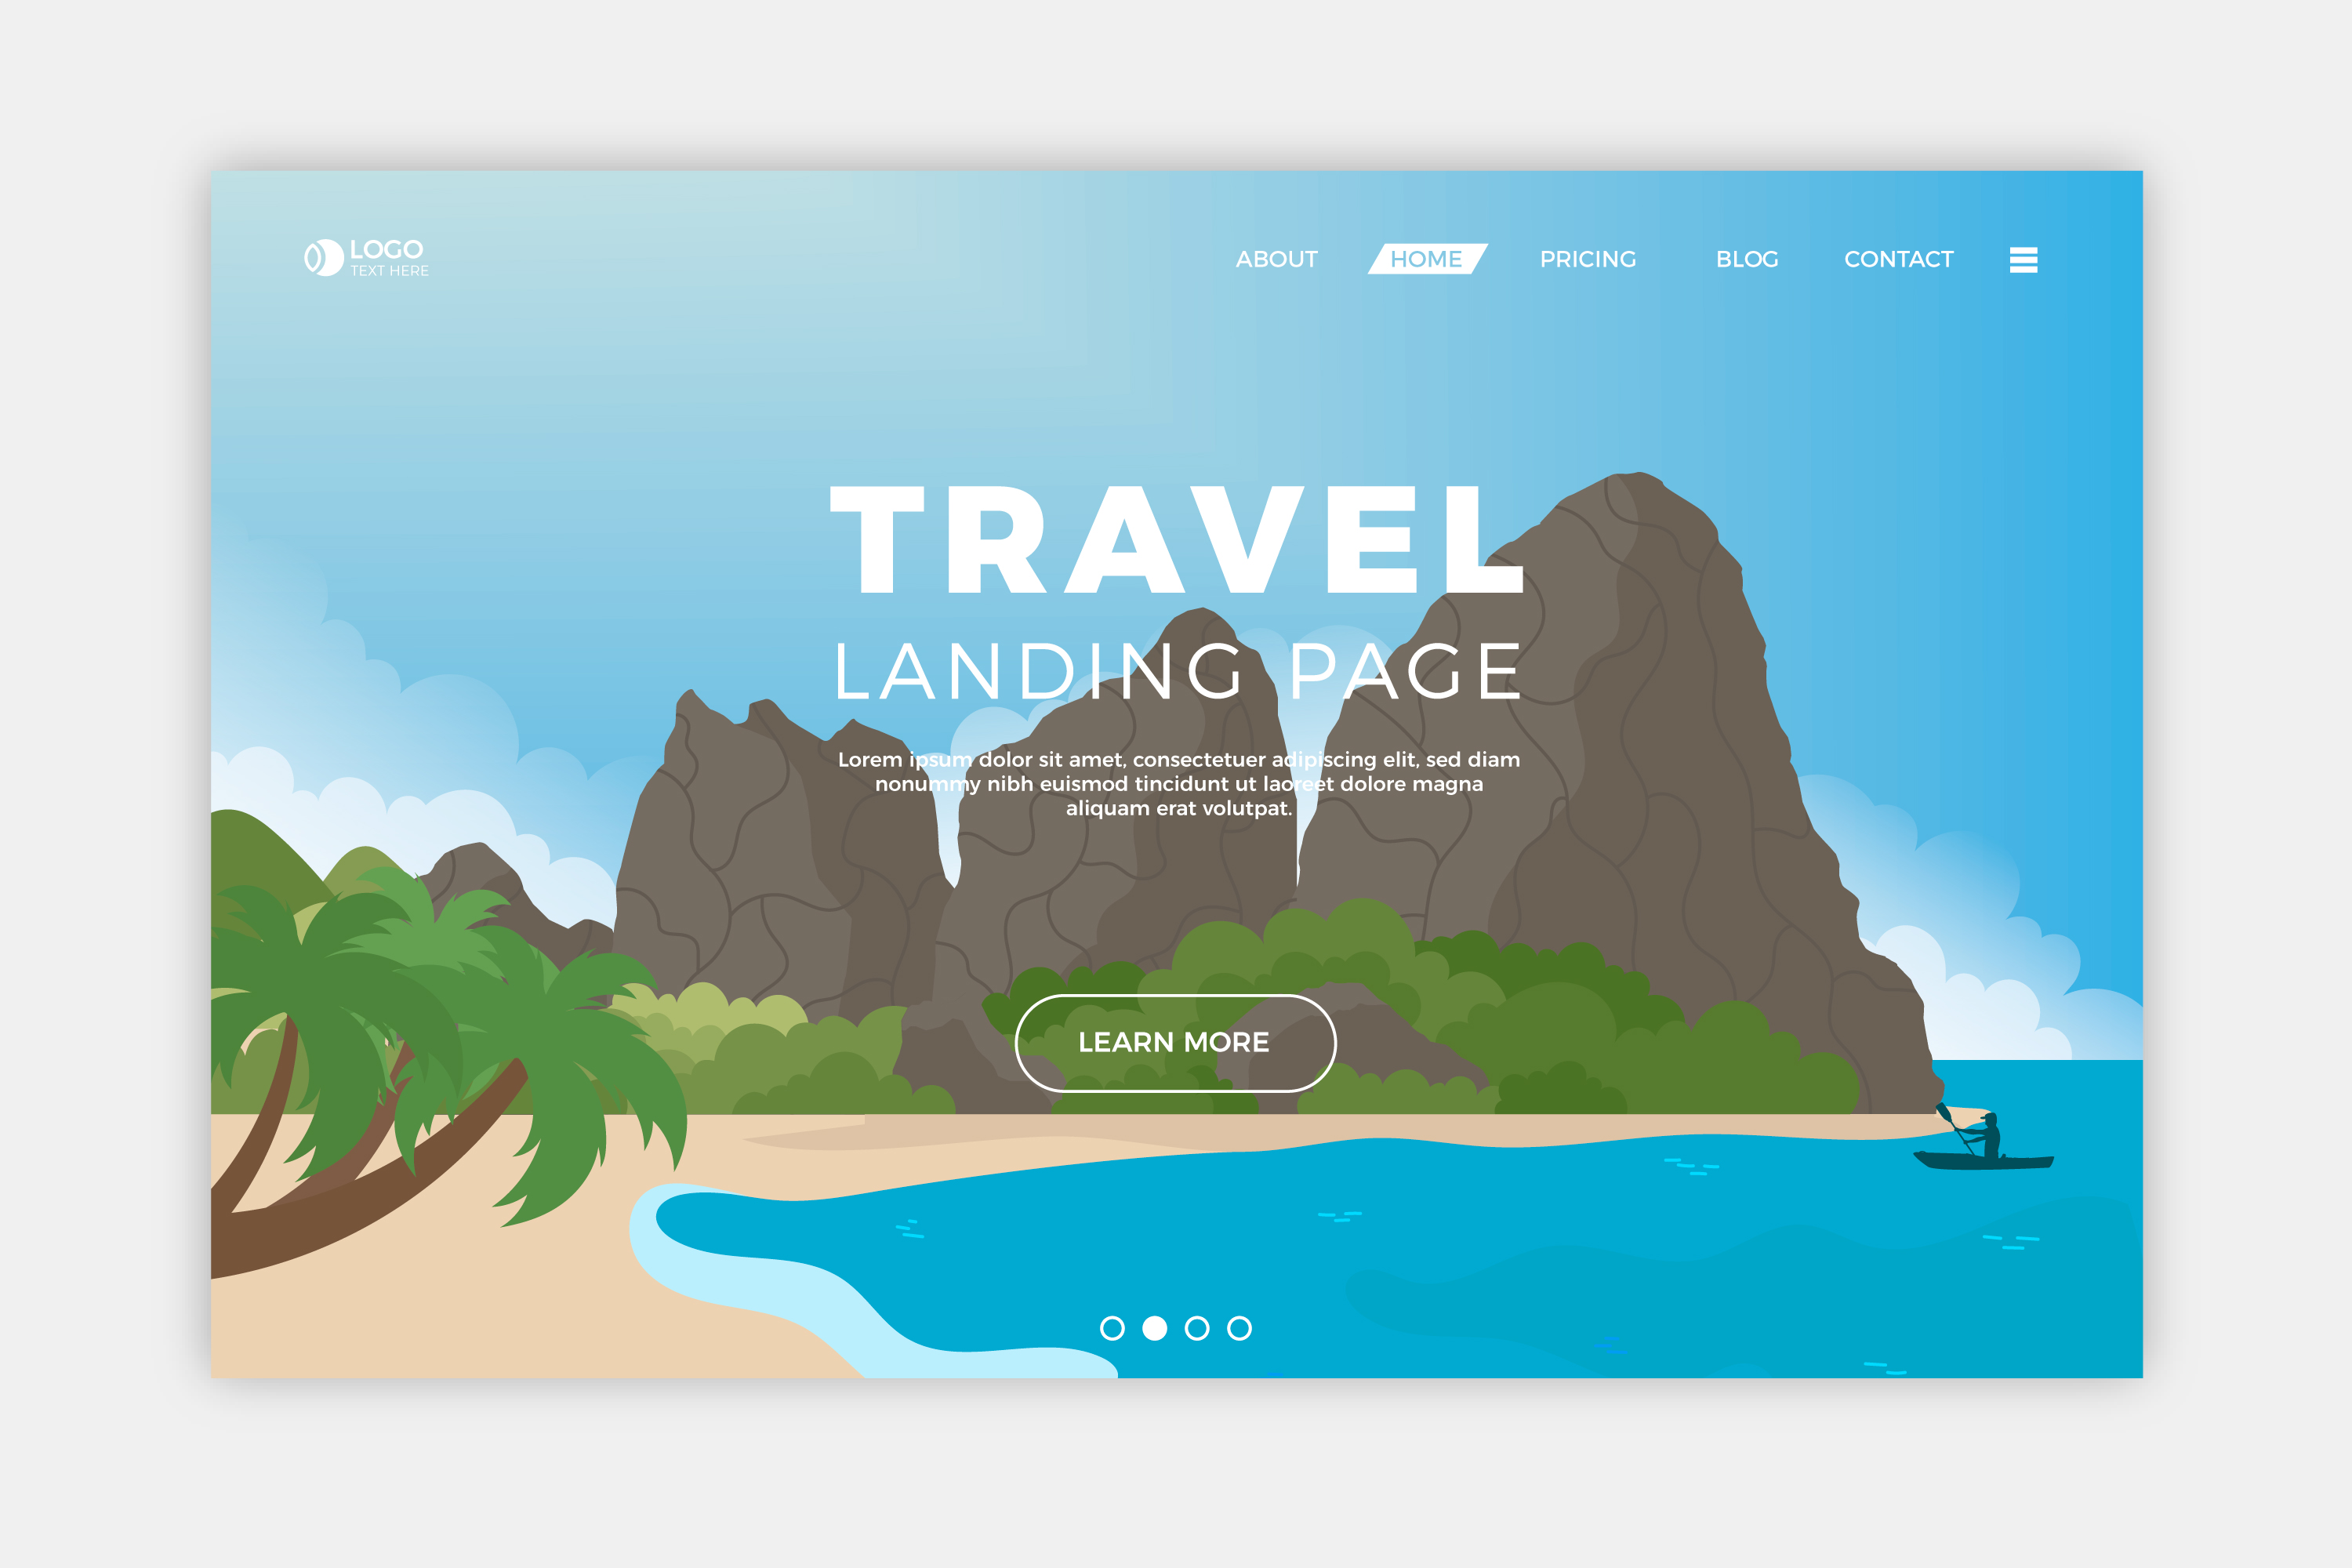 LOGO
TEXT HERE
ABOUT HOME PRICING BLOG CONTACT
TRAVEL
LANDING PAGE
Lorem ipsum dolor sit amet, consectetuer adipiscing elit, sed diam
nonummy nibh euismod tincidunt ut laoreet dolore magna
aliquam erat volutpat.
LEARN MORE